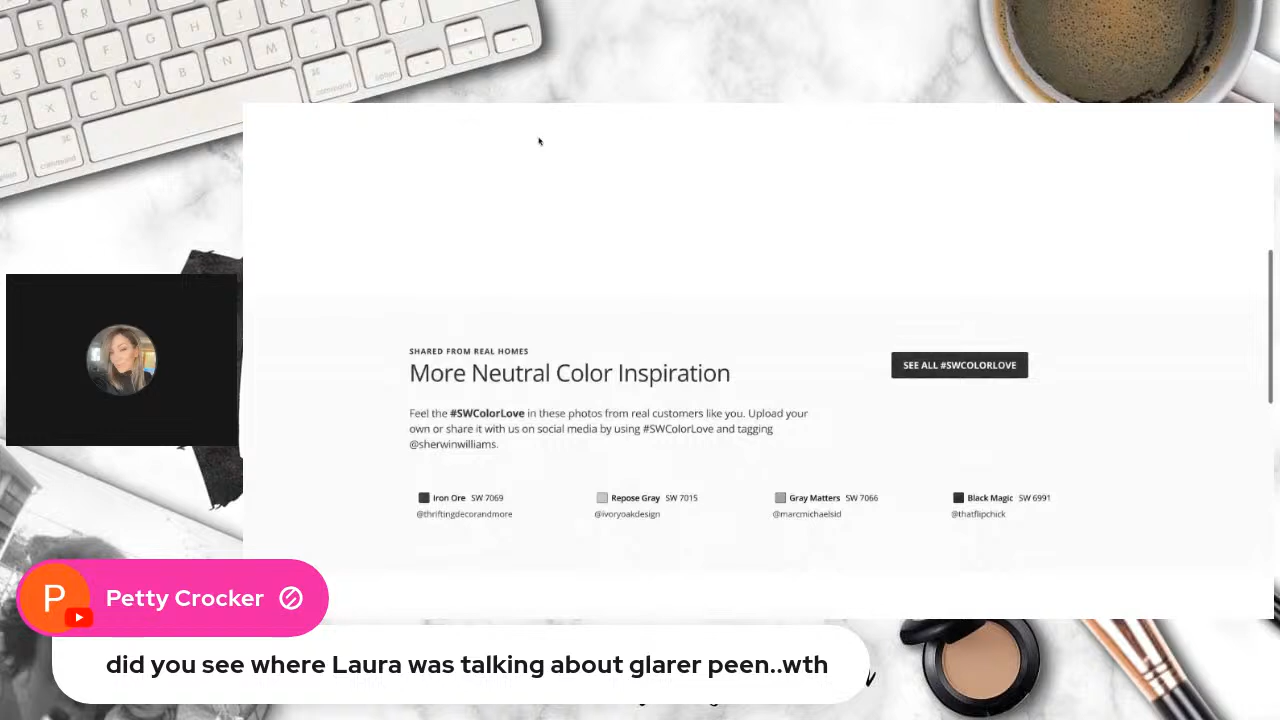 E R T Y U I O P
S D F G H J K L
Z X C V B N M
command
command
option
SHARED FROM REAL HOMES
More Neutral Color Inspiration
SEE ALL #SWCOLORLOVE
Feel the #SWColorLove in these photos from real customers like you. Upload your
own or share it with us on social media by using #SWColorLove and tagging
@sherwinwilliams.
Iron Ore SW 7069
@thriftingdecorandmore
Repose Gray SW 7015
@ivoryoakdesign
Gray Matters SW 7066
@marcmichaelsid
Black Magic SW 6991
@thatflipchick
P
Petty Crocker
did you see where Laura was talking about glarer peen..wth